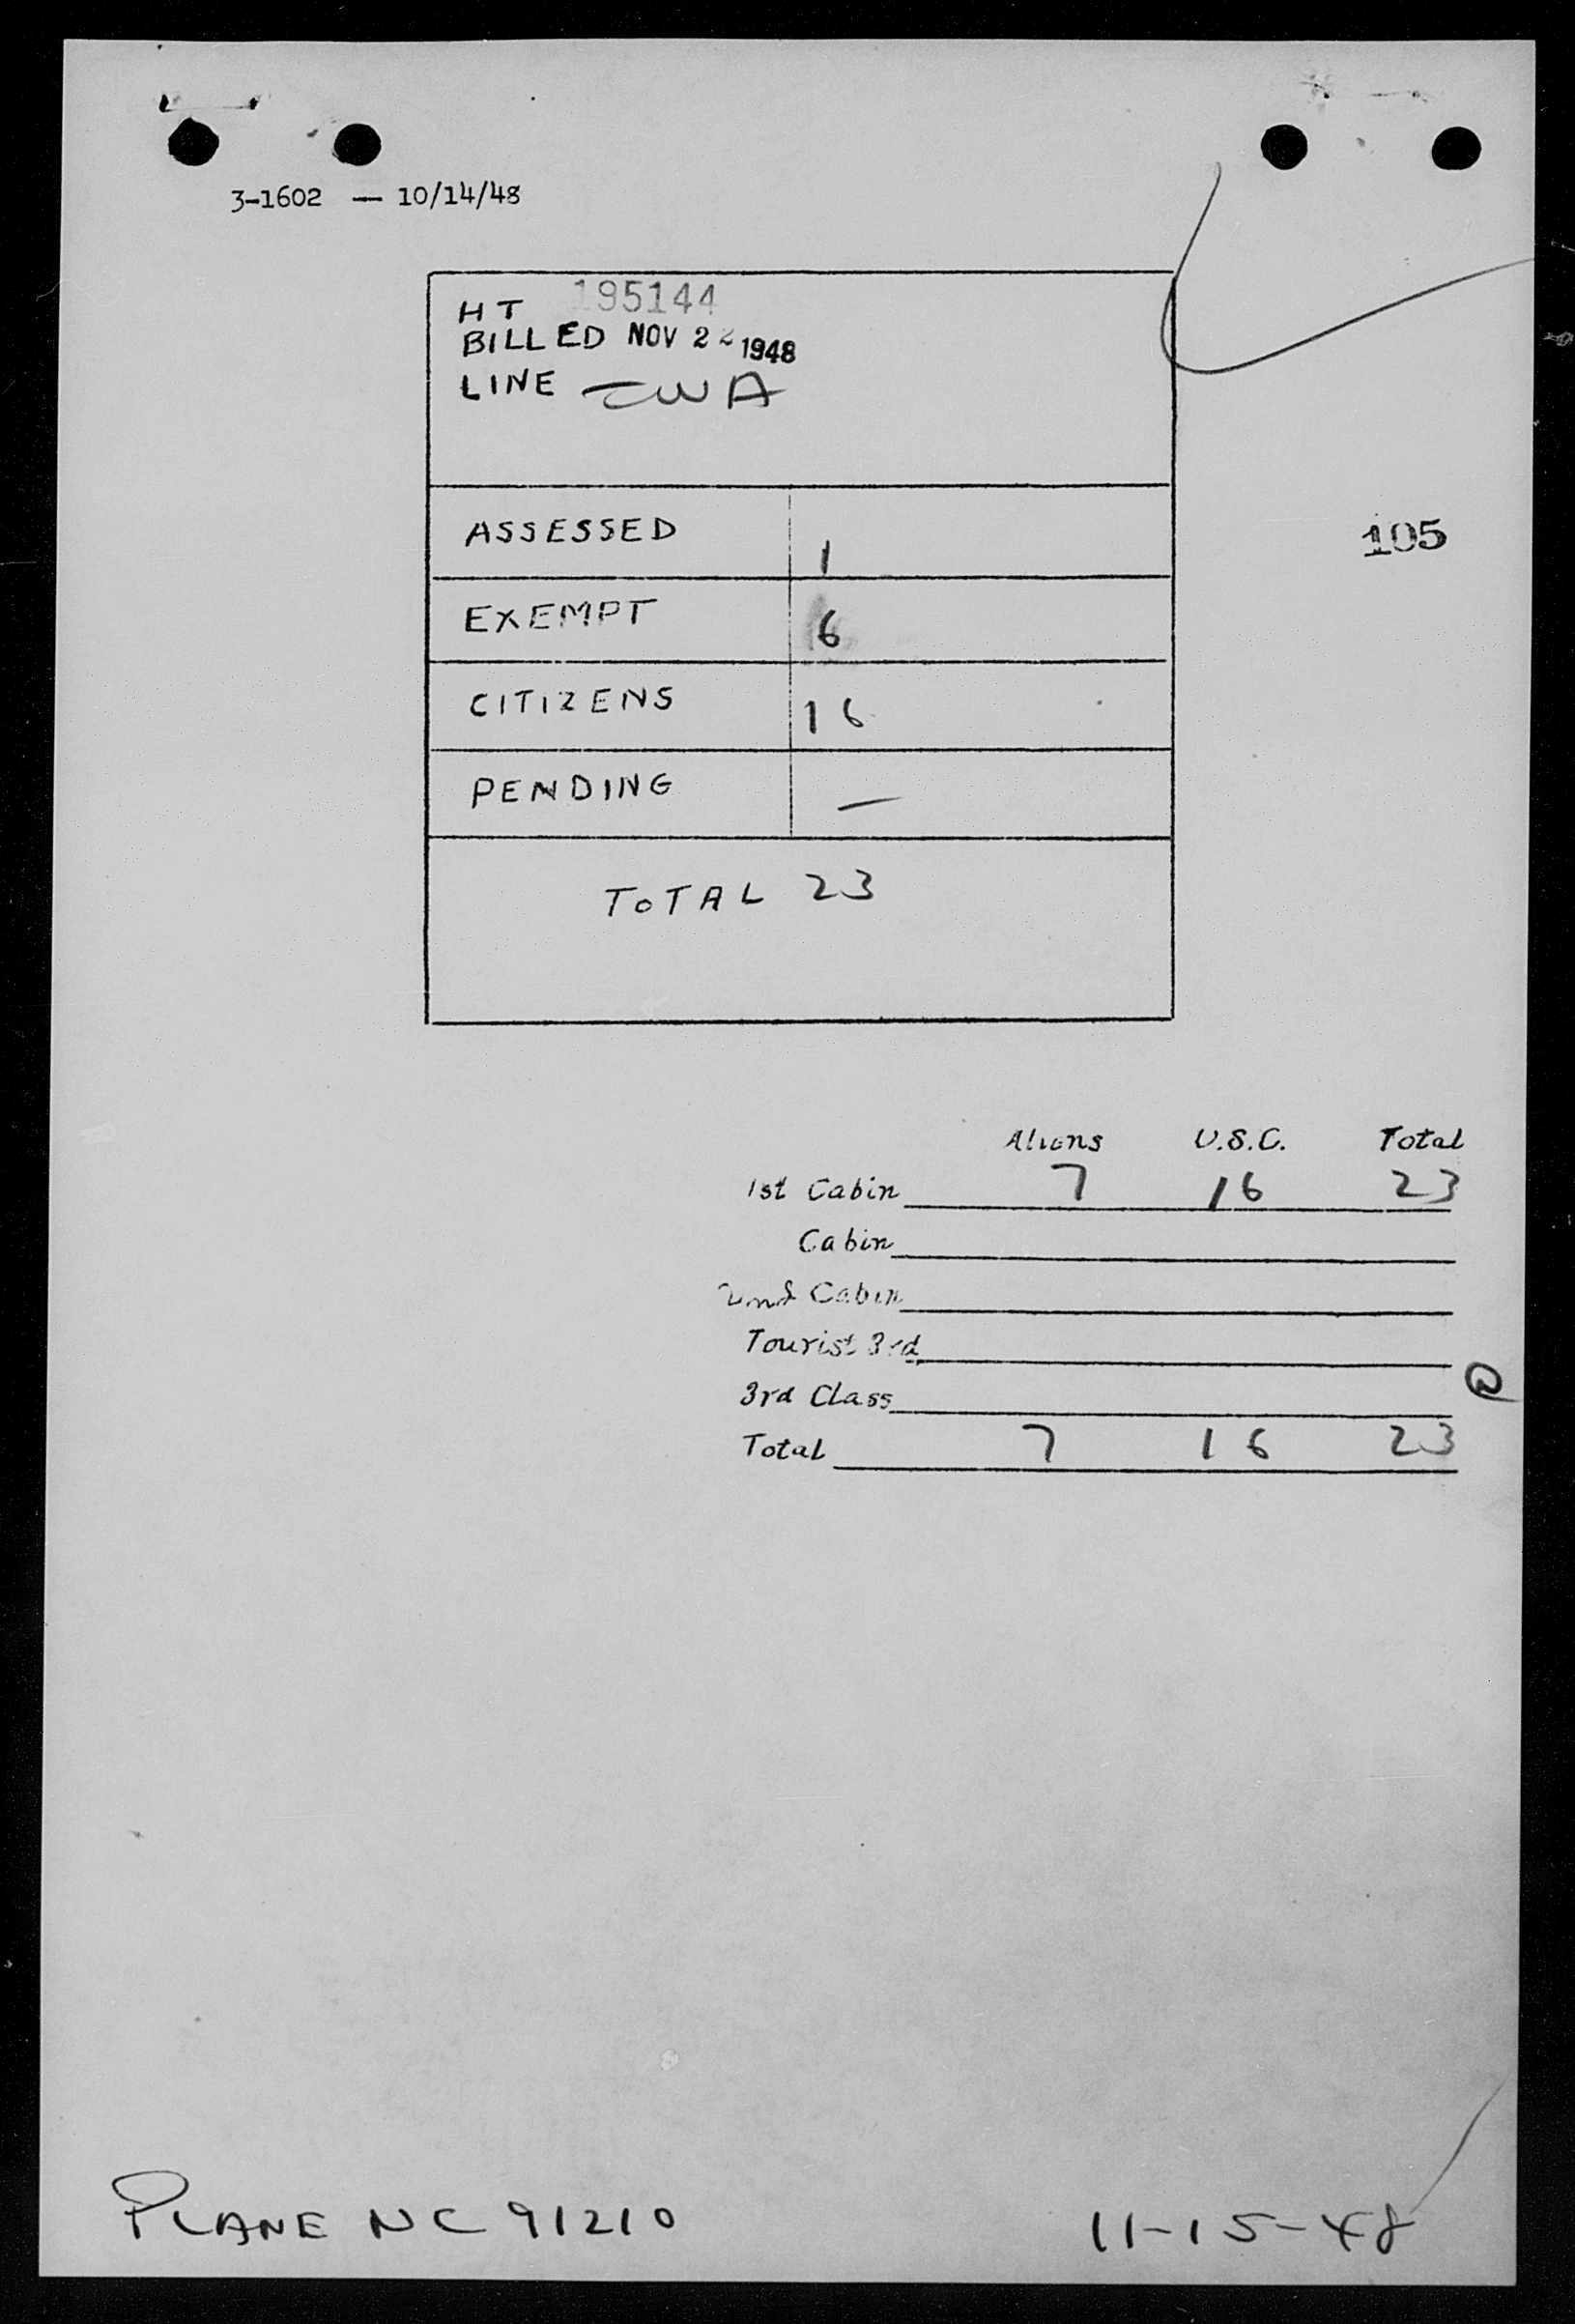 3-1602 — 10/14/48
HT 195144
BILLED NOV 22 1948
LINE TWA
ASSESSED 1
105
EXEMPT 6
CITIZENS 16
PENDING —
TOTAL 23
Aliens U.S.C. Total
1st Cabin 7 16 23
Cabin
2nd Cabin
Tourist 3rd
3rd Class
Total 7 16 23
PLANE NC 91210 11-15-48